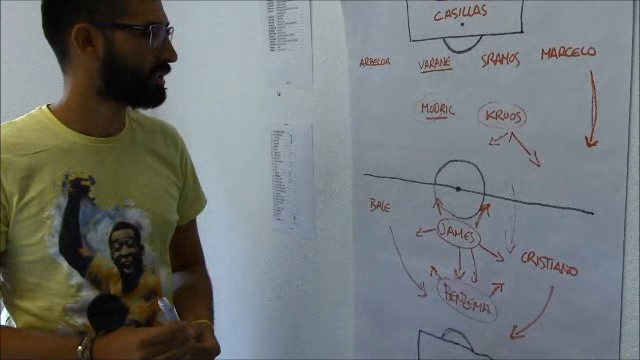 CASILLAS
ARBELOA VARANE SRAMOS MARCELO
MODRIC KROOS
BALE
JAMES
CRISTIANO
BENZEMA